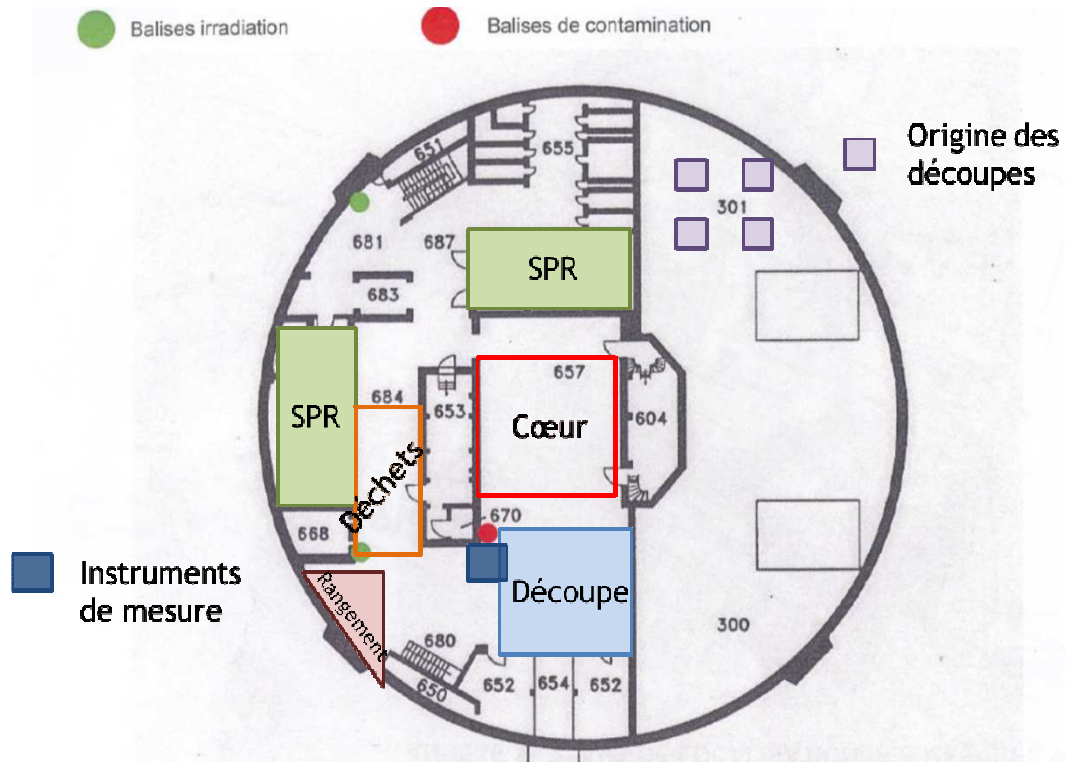 Balises irradiation
Balises de contamination
Origine des
découpes
651
655
301
681
687
SPR
683
657
684
653
SPR
Cœur
604
Déchets
670
668
Instruments
de mesure
Découpe
Rangement
300
680
652
654
652
650